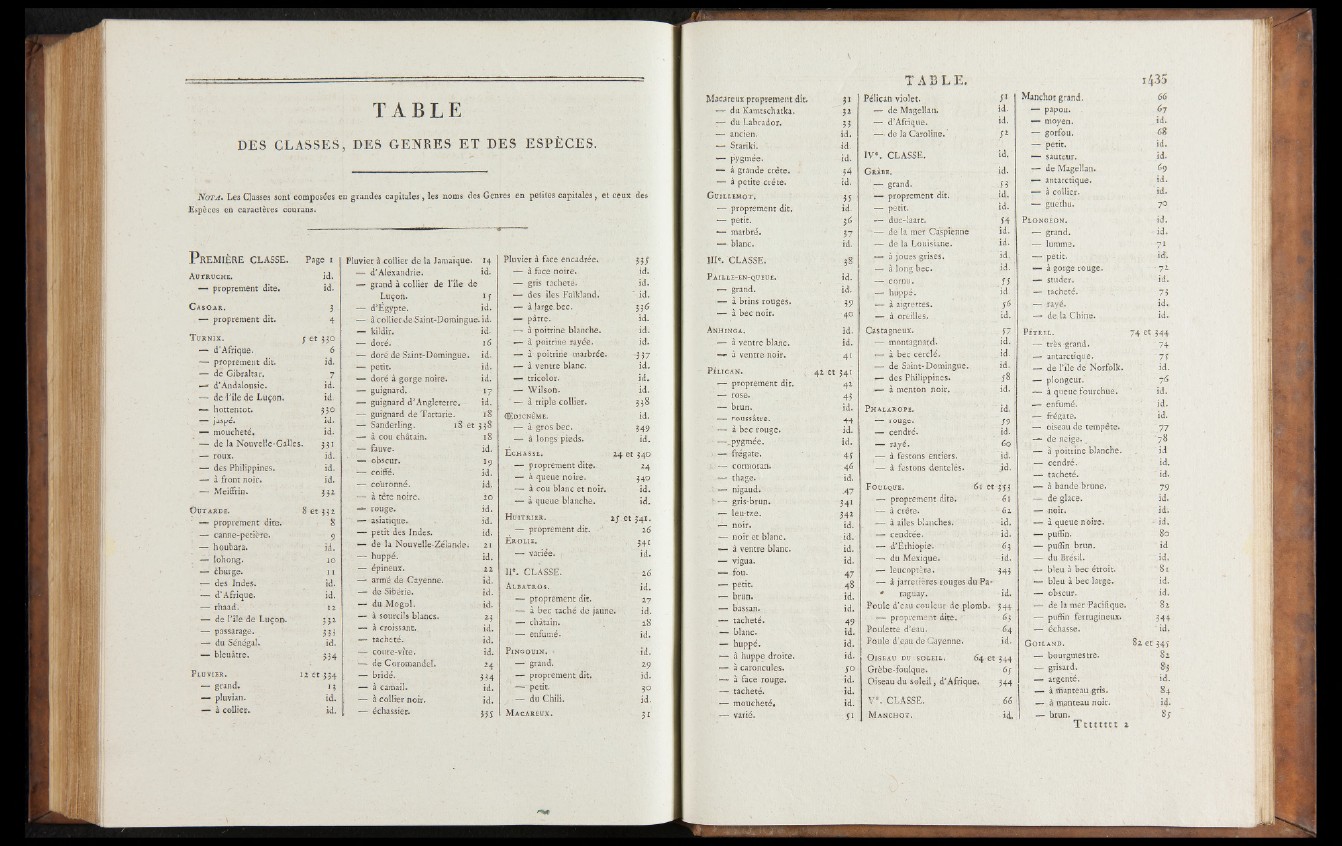 TABLE
DES CLASSES, DES GENRES ET DES ESPÈCES.
NOTA. Les Classes sont composées en grandes capitales, les noms des Genres en petites capitales, et ceux des
Espèces en caractères courans.
PREMIÈRE CLASSE. Page 1
AUTRUCHE. id.
— proprement dite. id.
CASOAR. 3
— proprement dit. 4
TURNIX. 5 et 330
— d'Afrique. 6
— proprement dit. id.
— de Gibraltar. 7
— d'Andalousie. id.
— de l'île de Luçon. id.
— hottentot. 330
— jaspé. id.
— moucheté. id.
— de la Nouvelle-Galles. 331
— roux. id.
— des Philippines. id.
— à front noir. id.
— Meiffrin. 332
OUTARDE. 8 et 332
— proprement dite. 8
— canne-petière. 9
— houbara. id.
— lohong. 10
— churge. 11
— des Indes. id.
— d'Afrique. id.
— rhaad. 12
— de l'île de Luçon. 332
— passarage. 333
— du Sénégal. id.
— bleuâtre. 334
PLUVIER. 12 et 334
— grand. 13
— pluvian. id.
— à collier. id.
Pluvier à collier de la Jamaïque. 14
— d'Alexandrie. id.
— grand à collier de l'île de
Luçon. 15
— d'Égypte. id.
— à collier de Saint-Domingue. id.
— kildir. id.
— doré. 16
— doré de Saint-Domingue. id.
— petit. id.
— doré à gorge noire. id.
— guignard. 17
— guignard d'Angleterre. id.
— guignard de Tartarie. 18
— Sanderling. 18 et 338
— à cou châtain. 18
— fauve. id.
— obscur. 19
— coiffé. id.
— couronné. id.
— à tête noire. 20
— rouge. id.
— asiatique. id.
— petit des Indes. id.
— de la Nouvelle-Zélande. 21
— huppé. id.
— épineux. 22
— armé de Cayenne. id.
— de Sibérie. id.
— du Mogol. id.
— à sourcils blancs. 23
— à croissant. id.
— tacheté. id.
— coure-vîte. id.
— de Coromandel. 24
— bridé. 334
— à camail. id.
— à collier noir. id.
— échassier. 335
Pluvier à face encadrée. 335
— à face noire. id.
— gris tacheté. id.
— des îles Falkland. id.
— à large bec. 336
— pâtre. id.
— à poitrine blanche. id.
— à poitrine rayée. id.
— à poitrine marbrée. 337
— à ventre blanc. id.
— tricolor. id.
— Wilson. id.
— à triple collier. 338
ŒDICNÊME. id.
— à gros bec. 349
— à longs pieds. id.
ÉCHASSE. 24 et 340
— proprement dite. 24
— à queue noire. 340
— à cou blanc et noir. id.
— à queue blanche. id.
HUITRIER. 25 et 341.
— proprement dit. 26
ÉROLIE. 341
— variée. id.
IIe. CLASSE. 26
ALBATROS. id.
— proprement dit. 27
— à bec taché de jaune. id.
— châtain. 28
— enfumé. id.
PINGOUIN. id.
— grand. 29
— proprement dit. id.
— petit. 30
— du Chili. id.
MACAREUX. 31
TABLE. 1435
Macareux proprement dit. 31
— du Kamtschatka. 32
— du Labrador. 33
— ancien. id.
— Stariki. id.
— pygmée. id.
— à grande crête. 34
— à petite crête. id.
GUILLEMOT. 35
— proprement dit. id.
— petit. 36
— marbré. 37
— blanc. id.
IIIe. CLASSE. 38
PAILLE-EN-QUEUE. id.
— grand. id.
— à brins rouges. 39
— à bec noir. 40
ANHINGA. id.
— à ventre blanc. id.
— à ventre noir. 41
PÉLICAN. 42 et 341
— proprement dit. 42
— rose. 43
— brun. id.
— roussâtre. 44
— à bec rouge. id.
— pygmée. id.
— frégate. 45
— cormoran. 46
— thage. id.
— nigaud. 47
— gris-brun. 341
— leu-tze. 342
— noir. id.
— noir et blanc. id.
— à ventre blanc. id.
— vigua. id.
— fou. 47
— petit. 48
— brun. id.
— bassan. id.
— tacheté. 49
— blanc. id.
— huppé. id.
— à huppe droite. id.
— à caroncules. 50
— à face rouge. id.
— tacheté. id.
— moucheté. id.
— varié. 51
Pélican violet. 51
— de Magellan. id.
— d'Afrique. id.
— de la Caroline. 52
IVe. CLASSE. id.
GRÈBE. id.
— grand. 53
— proprement dit. id.
— petit. id.
— duc-laart. 54
— de la mer Caspienne id.
— de la Louisiane. id.
— à joues grises. id.
— à long bec. id.
— cornu. 55
— huppé. id.
— à aigrettes. 56
— à oreilles. id.
Castagneux. 57
— montagnard. id.
— à bec cerclé. id.
— de Saint-Domingue. id.
— des Philippines. 58
— à menton noir. id.
PHALAROPE. id.
— rouge. 59
— cendré. id.
— rayé. 60
— à festons entiers. id.
— à festons dentelés. id.
FOULQUE. 61 et 343
— proprement dite. 61
— à crête. 62
— à ailes blanches. id.
— cendrée. id.
— d'Éthiopie. 63
— du Mexique. id.
— leucoptère. 343
— à jarretières rouges du Pa-
raguay. id.
Poule d'eau couleur de plomb. 344
— proprement dite. 63
Poulette d'eau. 64
Poule d'eau de Cayenne. id.
OISEAU DU SOLEIL. 64 et 344
Grèbe-foulque. 65
Oiseau du soleil, d'Afrique. 344
Ve. CLASSE. 66
MANCHOT. id.
Manchot grand. 66
— papou. 67
— moyen. id.
— gorfou. 68
— petit. id.
— sauteur. id.
— de Magellan. 69
— antarctique. id.
— à collier. id.
— guethu. 70
PLONGEON. id.
— grand. id.
— lumme. 71
— petit. id.
— à gorge rouge. 72
— studer. id.
— tacheté. 73
— rayé. id.
— de la Chine. id.
PÉTREL. 74 et 344
— très-grand. 74
— antarctique. 75
— de l'île de Norfolk. id.
— plongeur. 76
— à queue fourchue. id.
— enfumé. id.
— frégate. id.
— oiseau de tempête. 77
— de neige. 78
— à poitrine blanche. id
— cendré. id.
— tacheté. id.
— à bande brune. 79
— de glace. id.
— noir. id.
— à queue noire. id.
— puffin. 80
— puffin brun. id
— du Brésil. id.
— bleu à bec étroit. 81
— bleu à bec large. id.
— obscur. id.
— de la mer Pacifique. 82
— puffin ferrugineux. 344
— échasse. id.
GOILAND. 82 et 345
— bourgmestre. 82
— grisard. 83
— argenté. id.
— à manteau gris. 84
— à manteau noir. id.
— brun. 85
Ttttttt 2